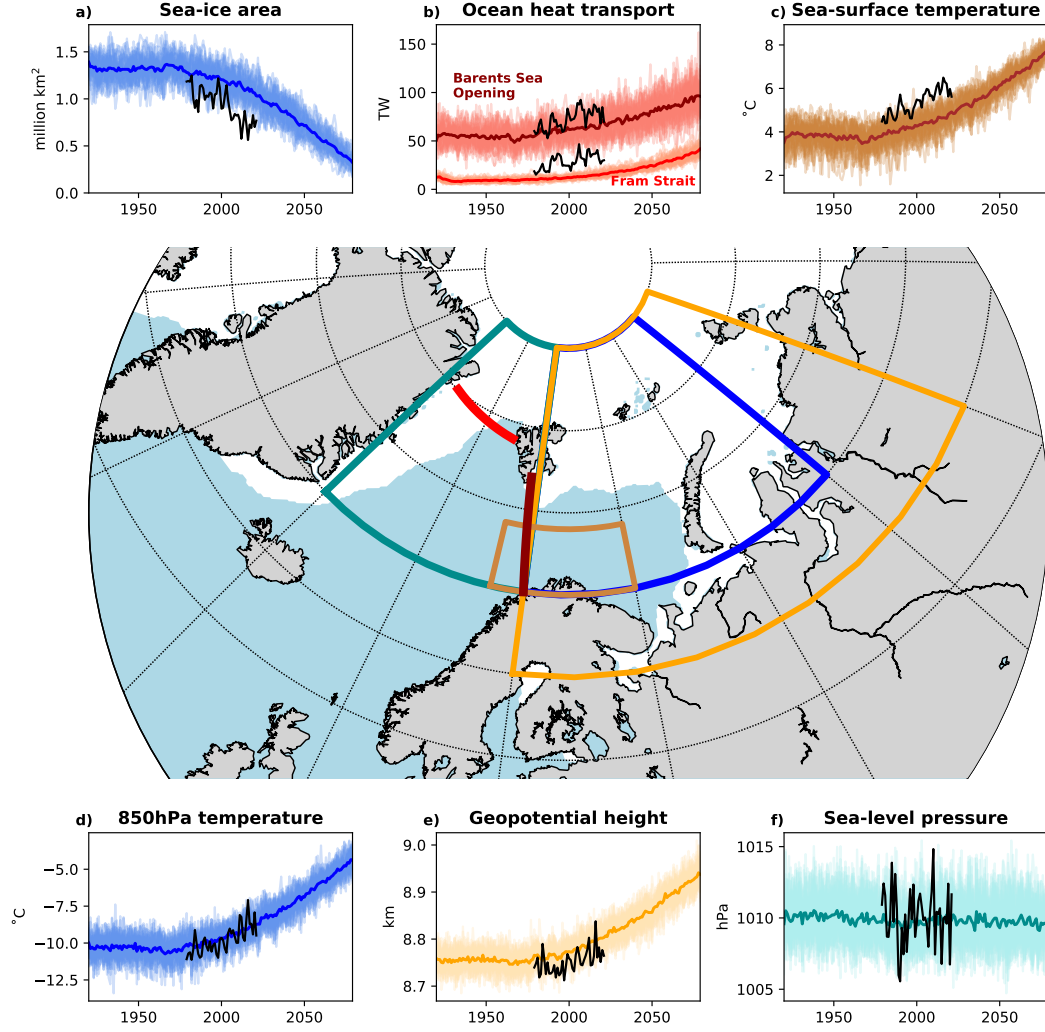 a) Sea-ice area
million km²
1.5
1.0
0.5
0.0
1950 2000 2050
b) Ocean heat transport
TW
150
100
50
0
Barents Sea
Opening
Fram Strait
1950 2000 2050
c) Sea-surface temperature
°C
8
6
4
2
1950 2000 2050
d) 850hPa temperature
°C
−5.0
−7.5
−10.0
−12.5
1950 2000 2050
e) Geopotential height
km
9.0
8.9
8.8
8.7
1950 2000 2050
f) Sea-level pressure
hPa
1015
1010
1005
1950 2000 2050